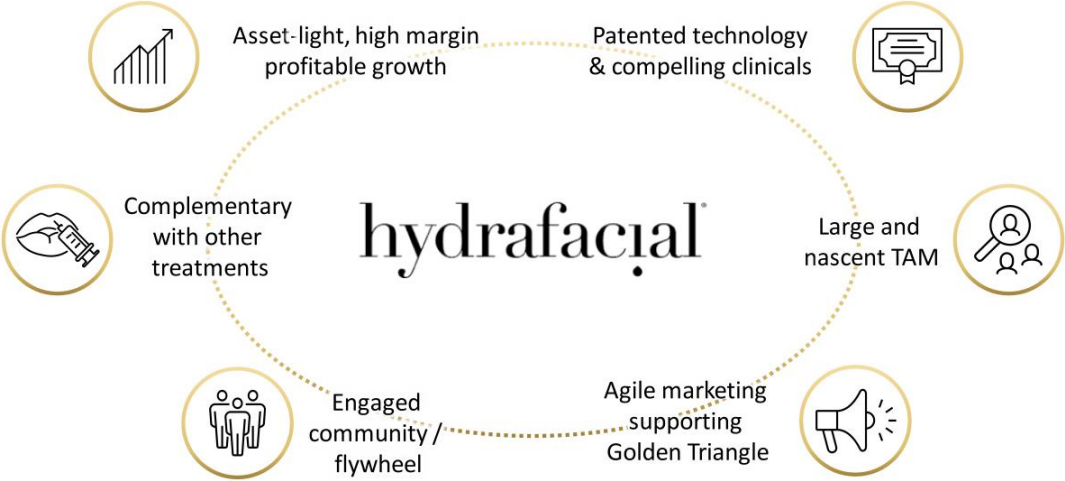 Asset-light, high margin
profitable growth
Patented technology
& compelling clinicals
Complementary
with other
treatments
hydrafacial
Large and
nascent TAM
Engaged
community /
flywheel
Agile marketing
supporting
Golden Triangle